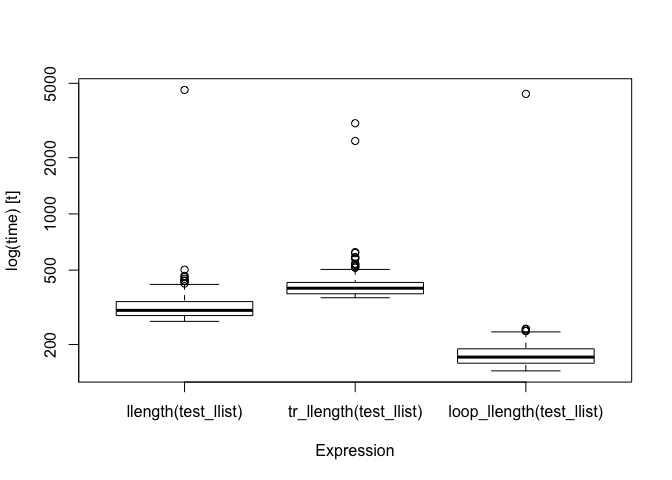 log(time) [t]
5000
2000
1000
500
200
llength(test_llist)
tr_llength(test_llist)
loop_llength(test_llist)
Expression